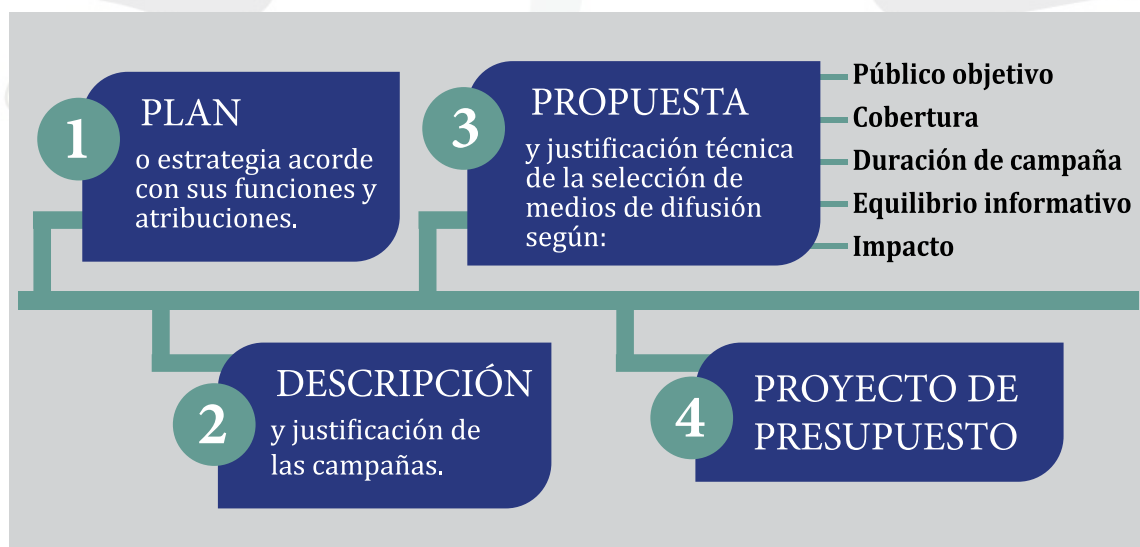 1
PLAN
o estrategia acorde
con sus funciones y
atribuciones.
2
DESCRIPCIÓN
y justificación de
las campañas.
3
PROPUESTA
y justificación técnica
de la selección de
medios de difusión
según:
Público objetivo
Cobertura
Duración de campaña
Equilibrio informativo
Impacto
4
PROYECTO DE
PRESUPUESTO